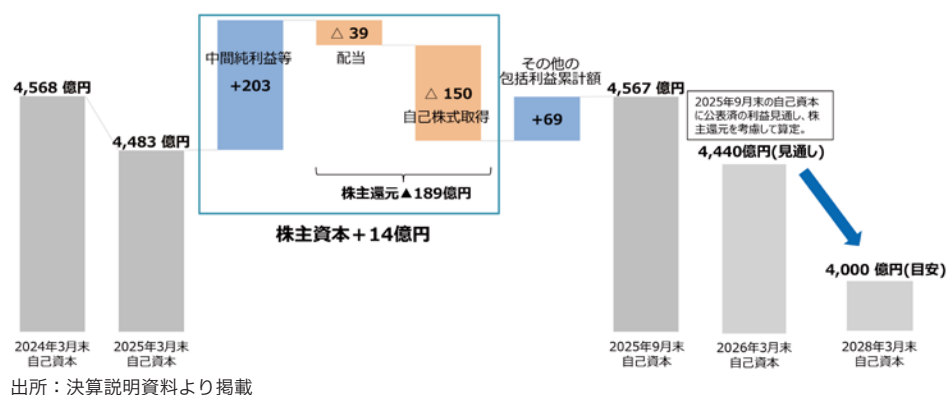 4,568 億円
2024年3月末
自己資本
4,483 億円
2025年3月末
自己資本
中間純利益等
+203
△ 39
配当
△ 150
自己株式取得
株主還元▲189億円
株主資本+14億円
その他の
包括利益累計額
+69
4,567 億円
2025年9月末
自己資本
2025年9月末の自己資本
に公表済の利益見通し、株
主還元を考慮して算定。
4,440億円(見通し)
2026年3月末
自己資本
4,000 億円(目安)
2028年3月末
自己資本
出所：決算説明資料より掲載